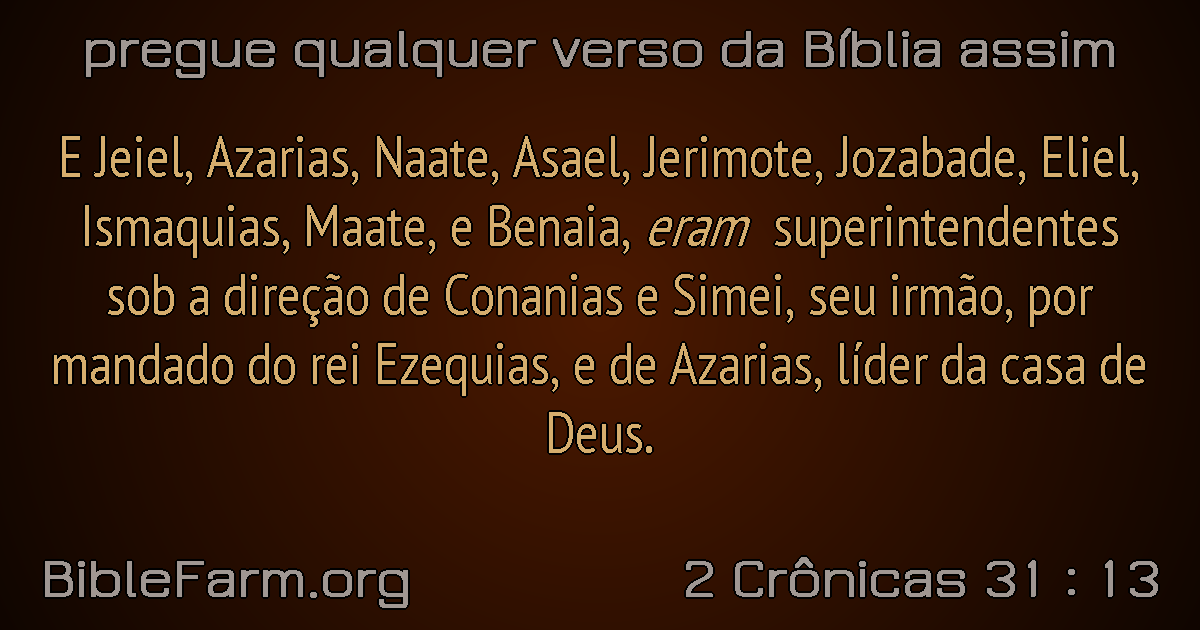 pregue qualquer verso da Bíblia assim
E Jeiel, Azarias, Naate, Asael, Jerimote, Jozabade, Eliel,
Ismaquias, Maate, e Benaia, eram superintendentes
sob a direção de Conanias e Simei, seu irmão, por
mandado do rei Ezequias, e de Azarias, líder da casa de
Deus.
BibleFarm.org
2 Crônicas 31 : 13